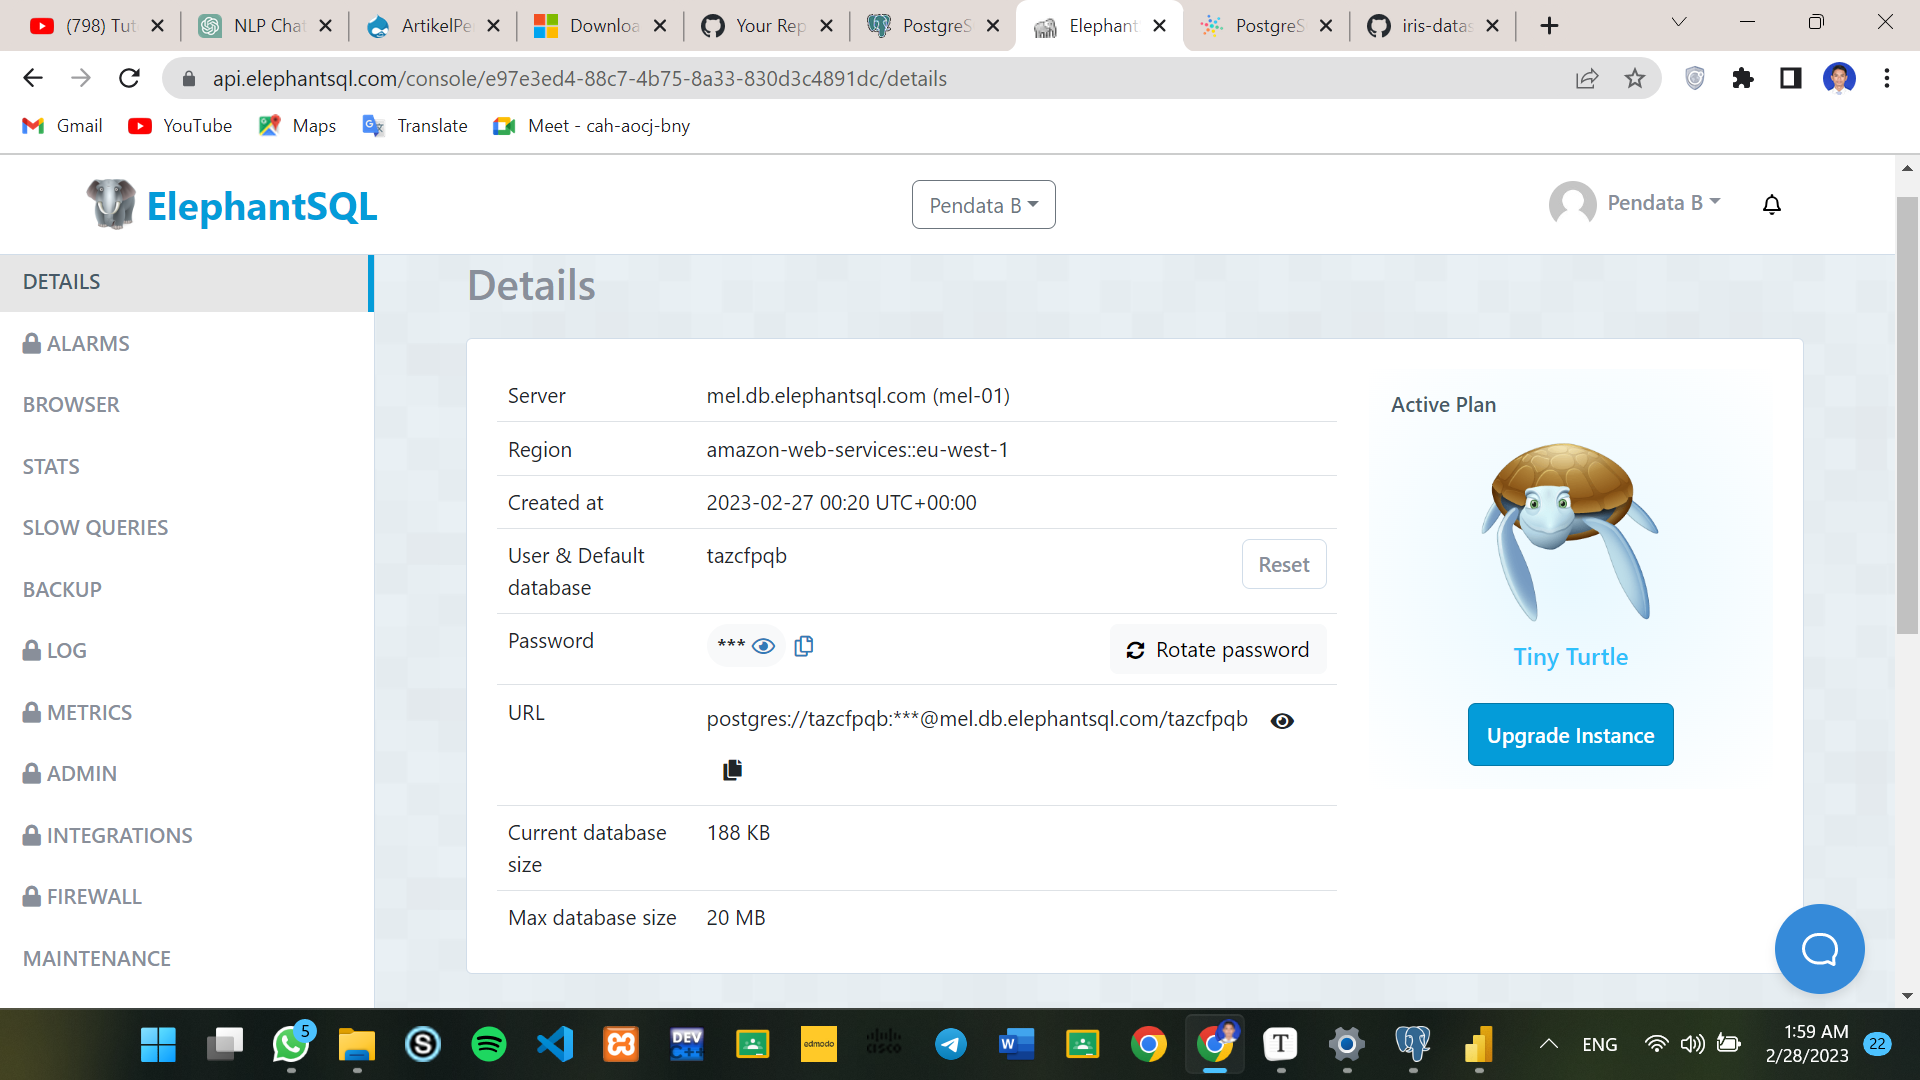 (798) Tut
NLP Chat
ArtikelPe
Downloa
Your Rep
PostgreS
Elephant
PostgreS
iris-datas
api.elephantsql.com/console/e97e3ed4-88c7-4b75-8a33-830d3c4891dc/details
Gmail
YouTube
Maps
Translate
Meet - cah-aocj-bny
ElephantSQL
Pendata B
Pendata B
DETAILS
ALARMS
BROWSER
STATS
SLOW QUERIES
BACKUP
LOG
METRICS
ADMIN
INTEGRATIONS
FIREWALL
MAINTENANCE
Details
Server
mel.db.elephantsql.com (mel-01)
Region
amazon-web-services::eu-west-1
Created at
2023-02-27 00:20 UTC+00:00
User & Default
database
tazcfpqb
Reset
Password
***
Rotate password
URL
postgres://tazcfpqb:***@mel.db.elephantsql.com/tazcfpqb
Current database
size
188 KB
Max database size
20 MB
Active Plan
Tiny Turtle
Upgrade Instance
5
S
DEV
C++
edmodo
cisco
W
T
ENG
1:59 AM
2/28/2023
22